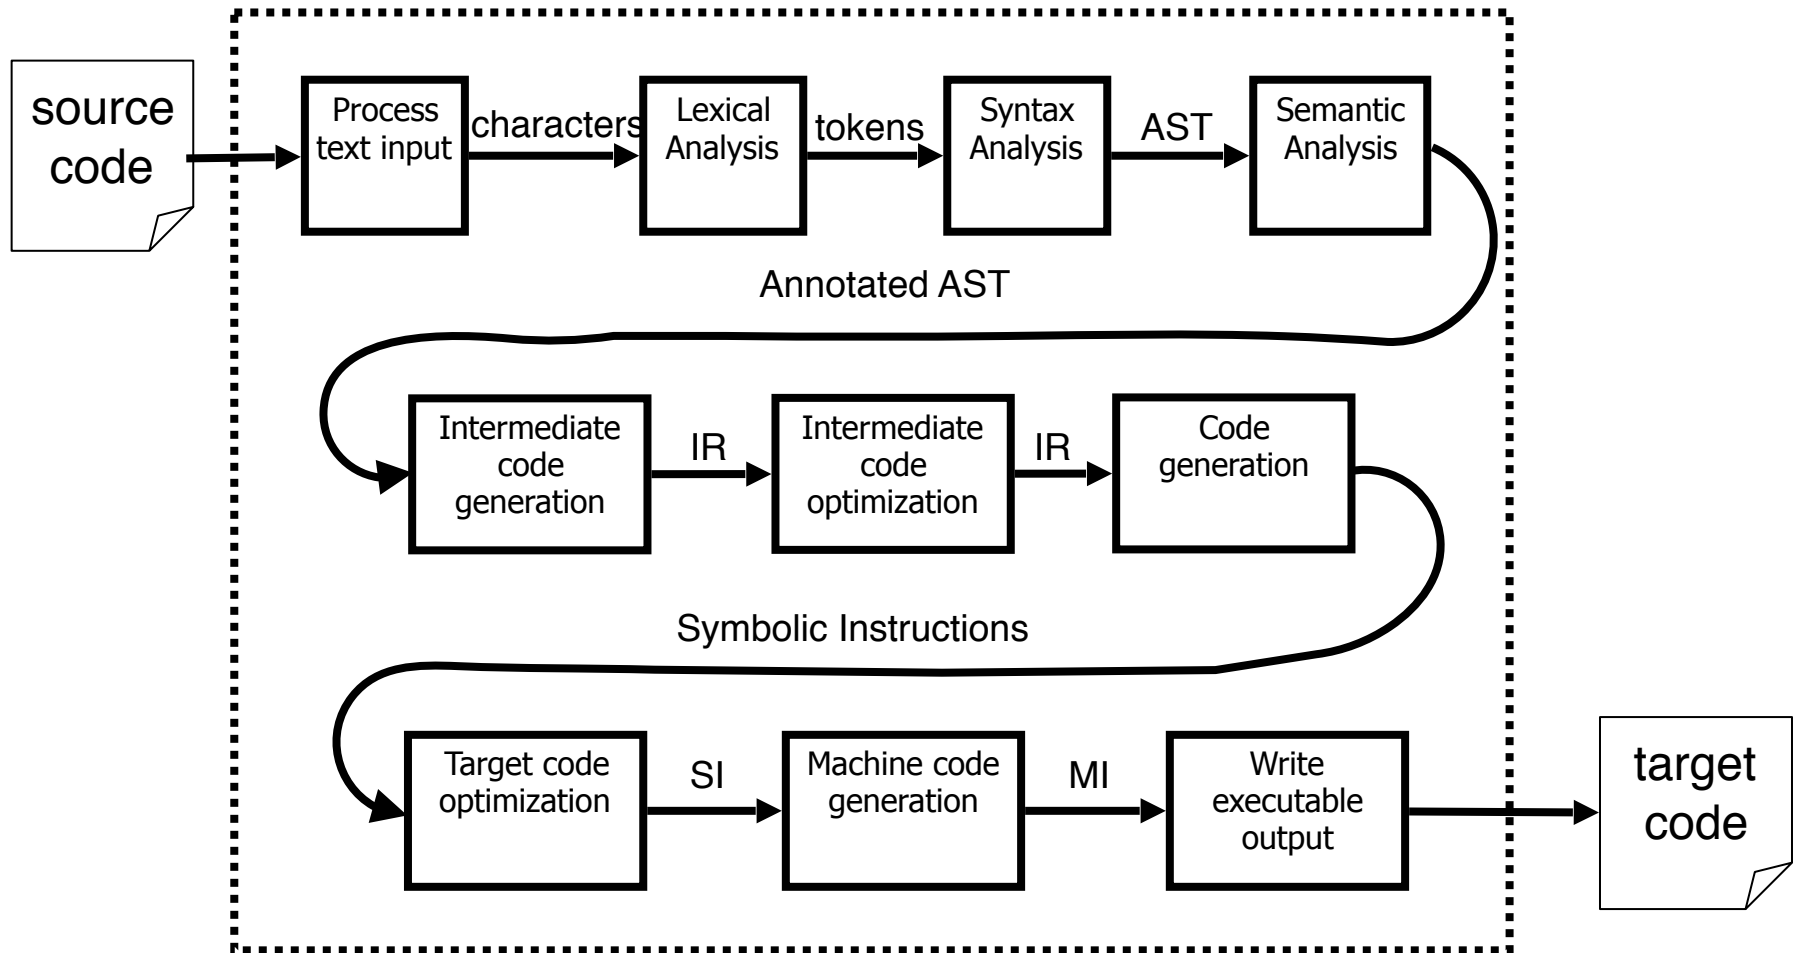 source
code
Process
text input
characters
Lexical
Analysis
tokens
Syntax
Analysis
AST
Semantic
Analysis
Annotated AST
Intermediate
code
generation
IR
Intermediate
code
optimization
IR
Code
generation
Symbolic Instructions
Target code
optimization
SI
Machine code
generation
MI
Write
executable
output
target
code